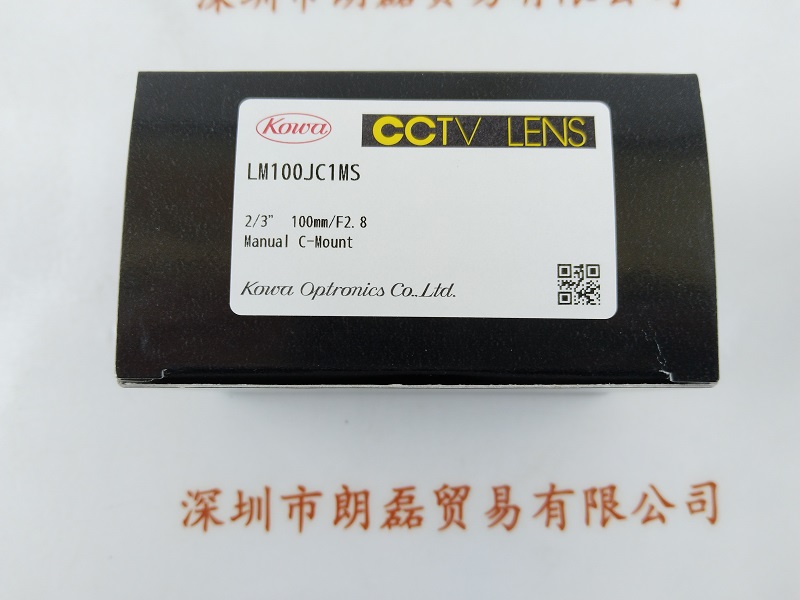 深圳市朗磊贸易有限公司
Kowa
CCTV LENS
LM100JC1MS
2/3" 100mm/F2.8
Manual C-Mount
Kowa Optronics Co.,Ltd.
深圳市朗磊贸易有限公司